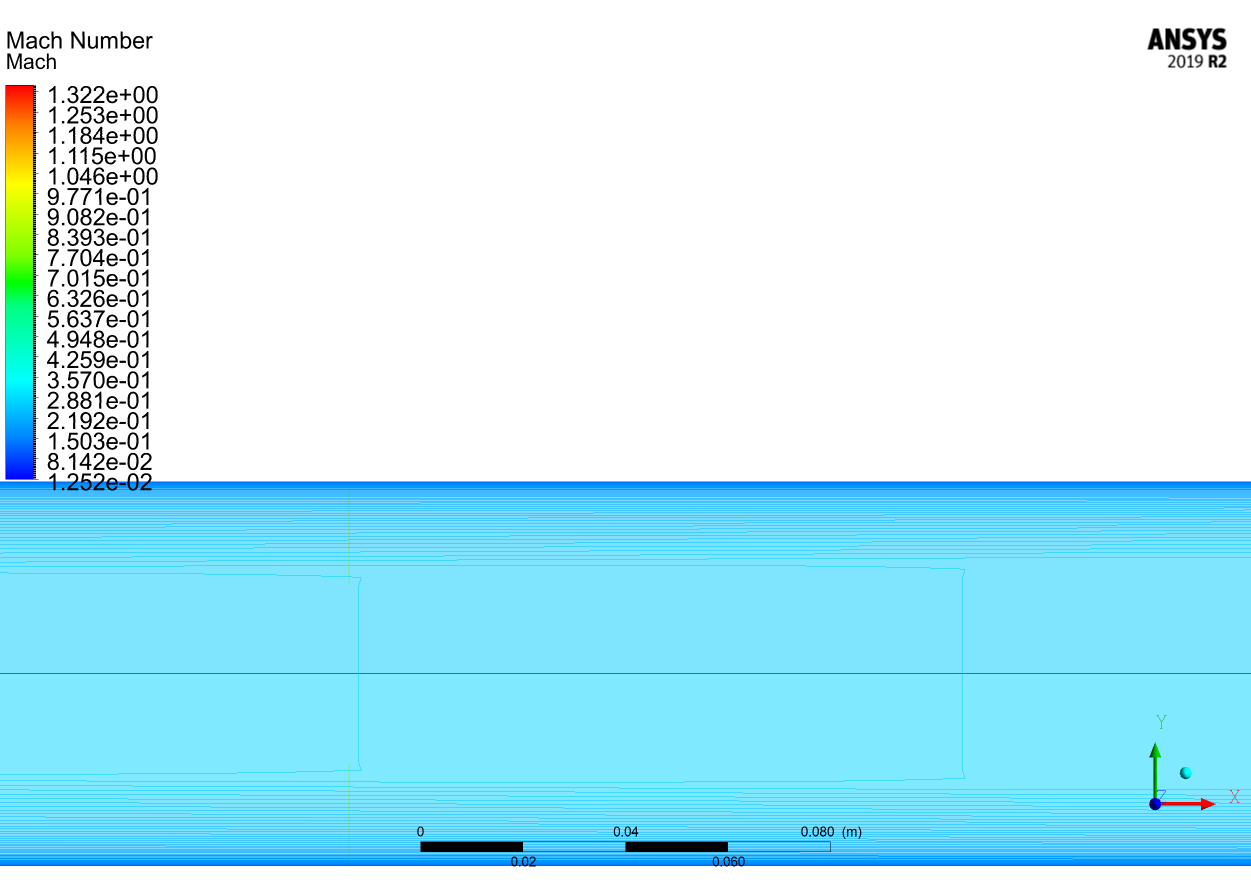 Mach Number
Mach
ANSYS
2019 R2
1.322e+00
1.253e+00
1.184e+00
1.115e+00
1.046e+00
9.771e-01
9.082e-01
8.393e-01
7.704e-01
7.015e-01
6.326e-01
5.637e-01
4.948e-01
4.259e-01
3.570e-01
2.881e-01
2.192e-01
1.503e-01
8.142e-02
1.252e-02
Y
Z
X
0 0.04 0.080 (m)
0.02 0.060